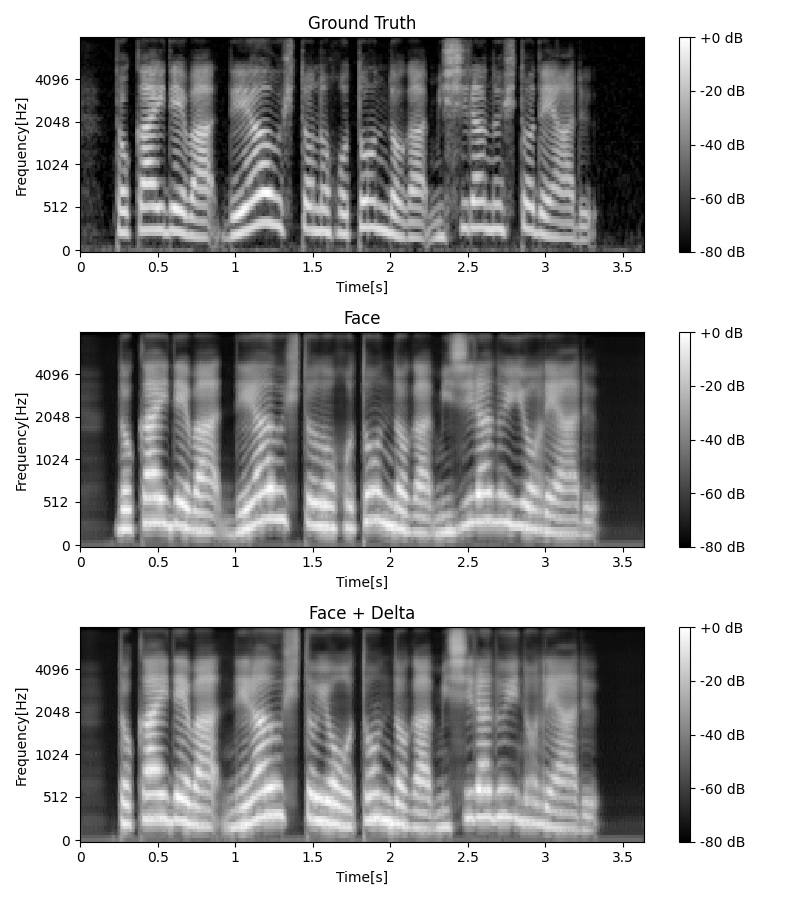 Ground Truth
+0 dB
4096
-20 dB
2048
Frequency[Hz]
-40 dB
1024
-60 dB
512
0
-80 dB
0 0.5 1 1.5 2 2.5 3 3.5
Time[s]
Face
+0 dB
4096
-20 dB
2048
Frequency[Hz]
-40 dB
1024
-60 dB
512
0
-80 dB
0 0.5 1 1.5 2 2.5 3 3.5
Time[s]
Face + Delta
+0 dB
4096
-20 dB
2048
Frequency[Hz]
-40 dB
1024
-60 dB
512
0
-80 dB
0 0.5 1 1.5 2 2.5 3 3.5
Time[s]